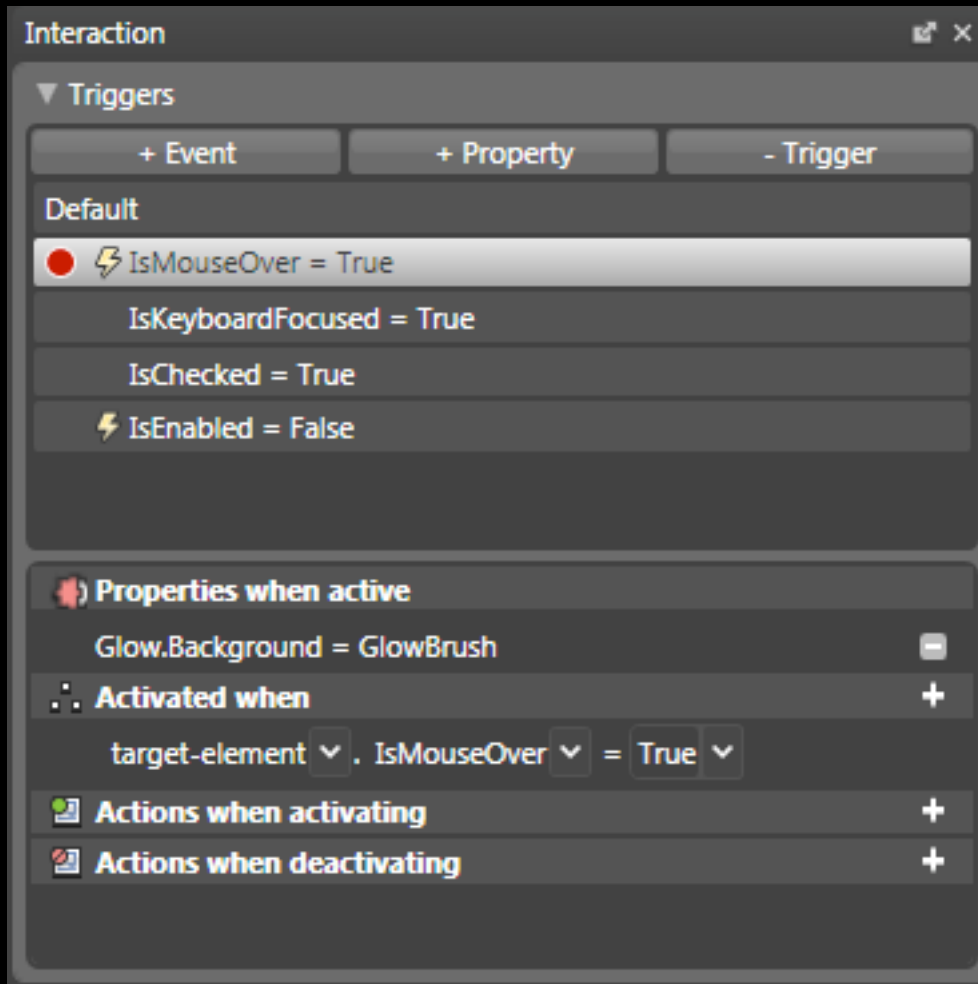 Interaction
Triggers
+ Event + Property - Trigger
Default
IsMouseOver = True
IsKeyboardFocused = True
IsChecked = True
IsEnabled = False
Properties when active
Glow.Background = GlowBrush
Activated when
target-element . IsMouseOver = True
Actions when activating
Actions when deactivating